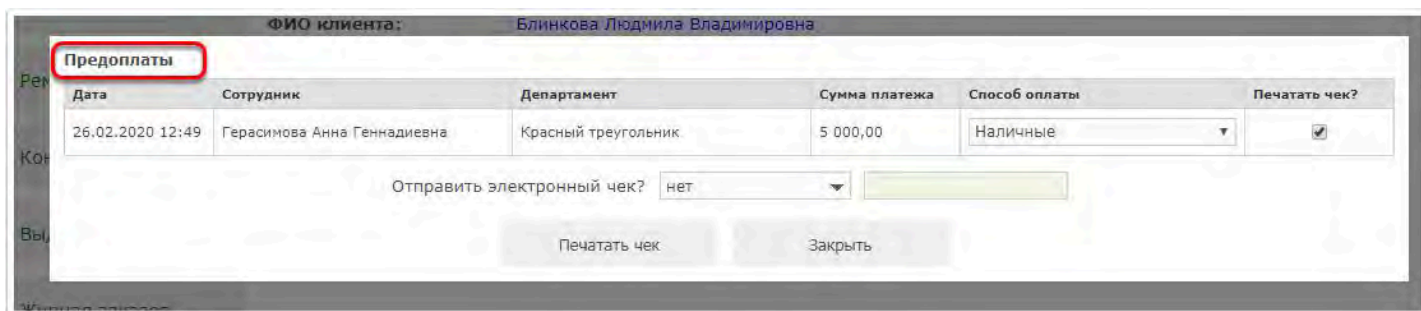 ФИО клиента: Блинкова Людмила Владимировна
Предоплаты
Дата Сотрудник Департамент Сумма платежа Способ оплаты Печатать чек?
26.02.2020 12:49 Герасимова Анна Геннадиевна Красный треугольник 5 000,00 Наличные
Отправить электронный чек? нет
Печатать чек Закрыть